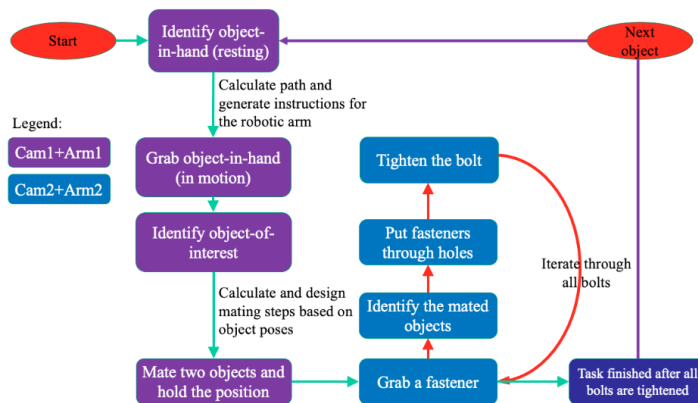 Start
Identify object-
in-hand (resting)
Next
object
Calculate path and
generate instructions for
the robotic arm
Legend:
Cam1+Arm1
Cam2+Arm2
Grab object-in-hand
(in motion)
Tighten the bolt
Identify object-of-
interest
Put fasteners
through holes
Iterate through
all bolts
Calculate and design
mating steps based on
object poses
Identify the mated
objects
Mate two objects and
hold the position
Grab a fastener
Task finished after all
bolts are tightened